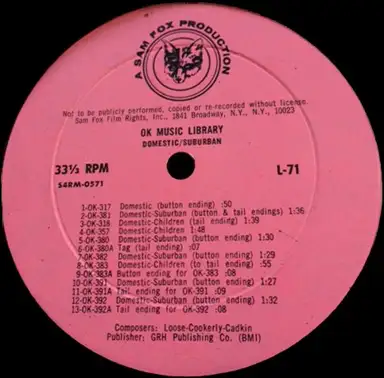 A SAM FOX PRODUCTION
Not to be publicly performed, copied or re-recorded without license.
Sam Fox Film Rights, Inc., 1841 Broadway, N.Y., N.Y., 10023
OK MUSIC LIBRARY
DOMESTIC/SUBURBAN
33⅓ RPM
L-71
S4RM-0571
1-OK-317 Domestic (button ending) :50
2-OK-381 Domestic-Suburban (button & tail endings) 1:36
3-OK-318 Domestic-Children (tail ending) 1:39
4-OK-357 Domestic-Children 1:48
5-OK-380 Domestic-Suburban (button ending) 1:30
6-OK-380A Tag (tail ending) :07
7-OK-382 Domestic-Suburban (button ending) 1:29
8-OK-383 Domestic-Children (to tail ending) :55
9-OK-383A Button ending for OK-383 :08
10-OK-391 Domestic-Suburban (button ending) 1:27
11-OK-391A Tail ending for OK-391 :09
12-OK-392 Domestic-Suburban (button ending) 1:32
13-OK-392A Tail ending for OK-392 :08
Composers: Loose-Cookerly-Cadkin
Publisher; GRH Publishing Co. (BMI)